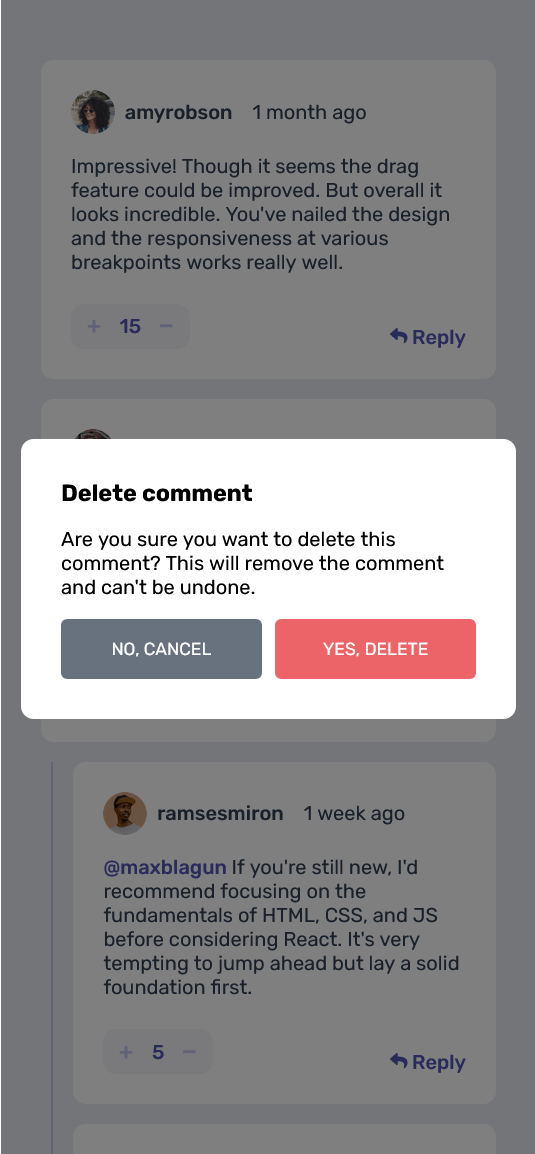 amyrobson 1 month ago
Impressive! Though it seems the drag
feature could be improved. But overall it
looks incredible. You've nailed the design
and the responsiveness at various
breakpoints works really well.
+ 15 −
Reply
Delete comment
Are you sure you want to delete this
comment? This will remove the comment
and can't be undone.
NO, CANCEL YES, DELETE
ramsesmiron 1 week ago
@maxblagun If you're still new, I'd
recommend focusing on the
fundamentals of HTML, CSS, and JS
before considering React. It's very
tempting to jump ahead but lay a solid
foundation first.
+ 5 −
Reply